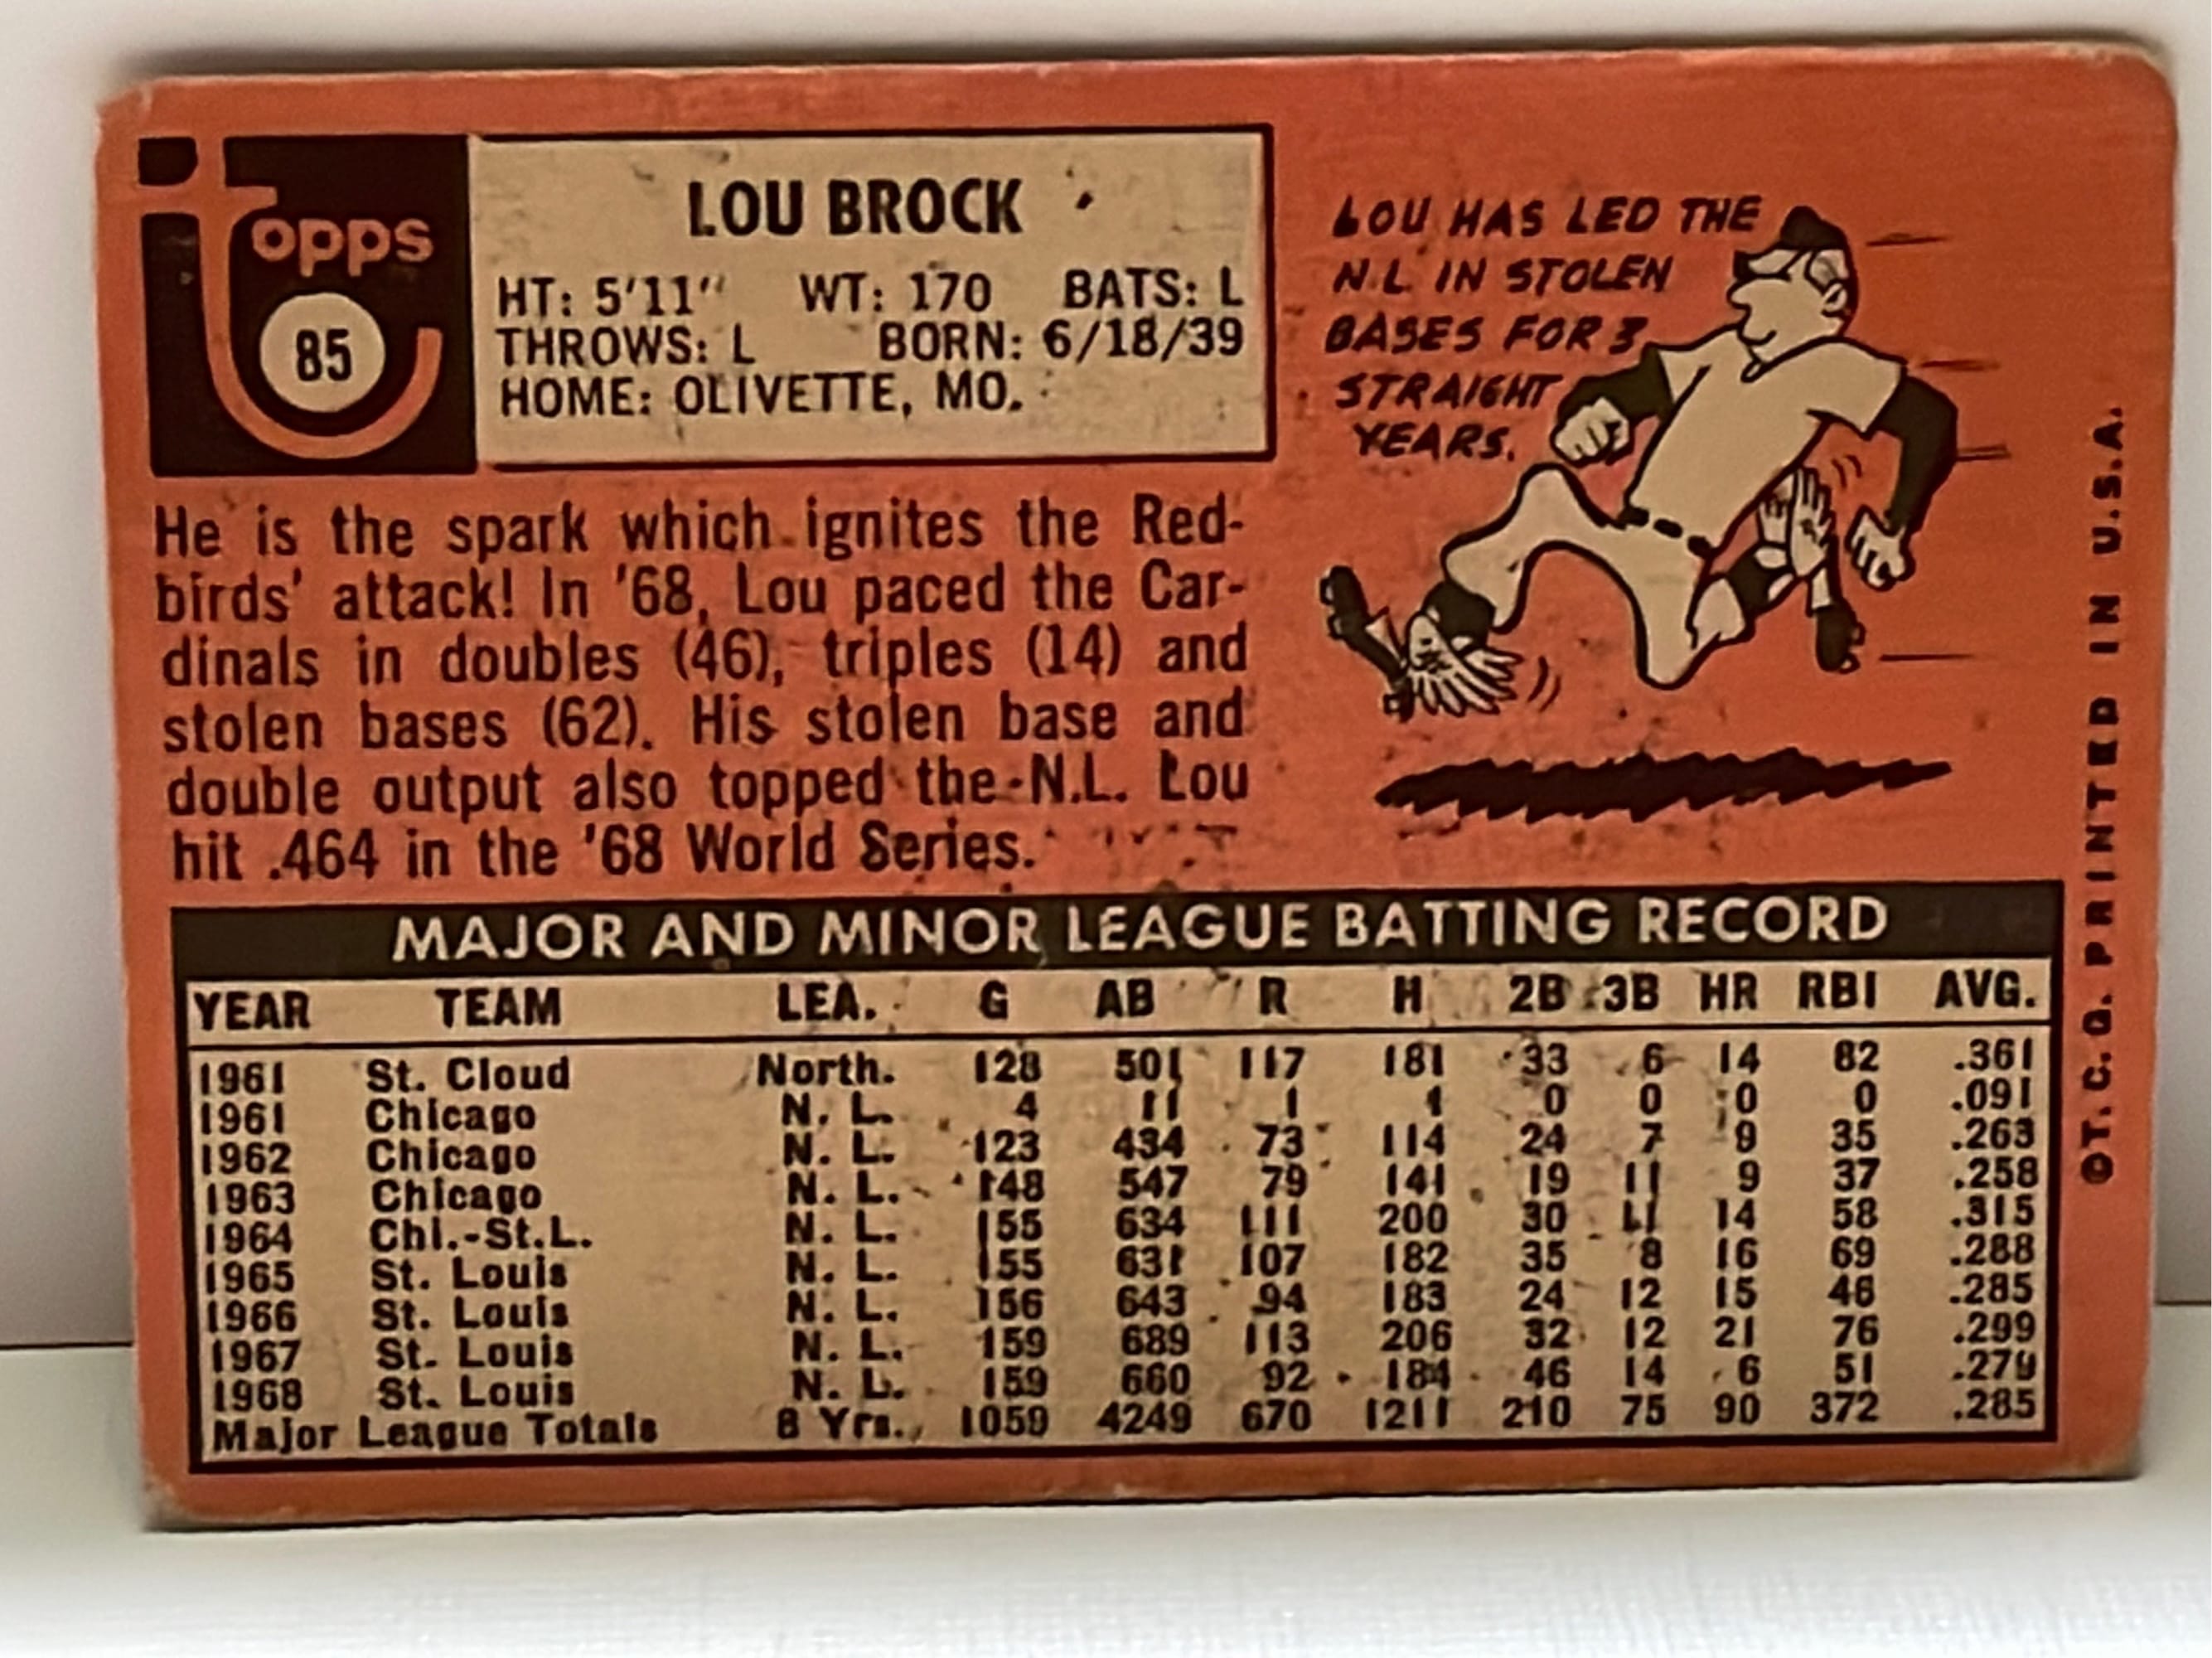 Topps
85
LOU BROCK
HT: 5'11" WT: 170 BATS: L
THROWS: L BORN: 6/18/39
HOME: OLIVETTE, MO.
LOU HAS LED THE
N.L. IN STOLEN
BASES FOR 3
STRAIGHT
YEARS.
He is the spark which ignites the Red-
birds' attack! In '68, Lou paced the Car-
dinals in doubles (46), triples (14) and
stolen bases (62). His stolen base and
double output also topped the N.L. Lou
hit .464 in the '68 World Series.
MAJOR AND MINOR LEAGUE BATTING RECORD
YEAR TEAM LEA. G AB R H 2B 3B HR RBI AVG.
1961 St. Cloud North. 128 501 117 181 33 6 14 82 .361
1961 Chicago N. L. 4 11 1 1 0 0 0 0 .091
1962 Chicago N. L. 123 434 73 114 24 7 9 35 .263
1963 Chicago N. L. 148 547 79 141 19 11 9 37 .258
1964 Chi.-St.L. N. L. 155 634 111 200 30 11 14 58 .315
1965 St. Louis N. L. 155 631 107 182 35 8 16 69 .288
1966 St. Louis N. L. 156 643 94 183 24 12 15 46 .285
1967 St. Louis N. L. 159 689 113 206 32 12 21 76 .299
1968 St. Louis N. L. 159 660 92 184 46 14 6 51 .279
Major League Totals 8 Yrs. 1059 4249 670 1211 210 75 90 372 .285
©T.C.G. PRINTED IN U.S.A.